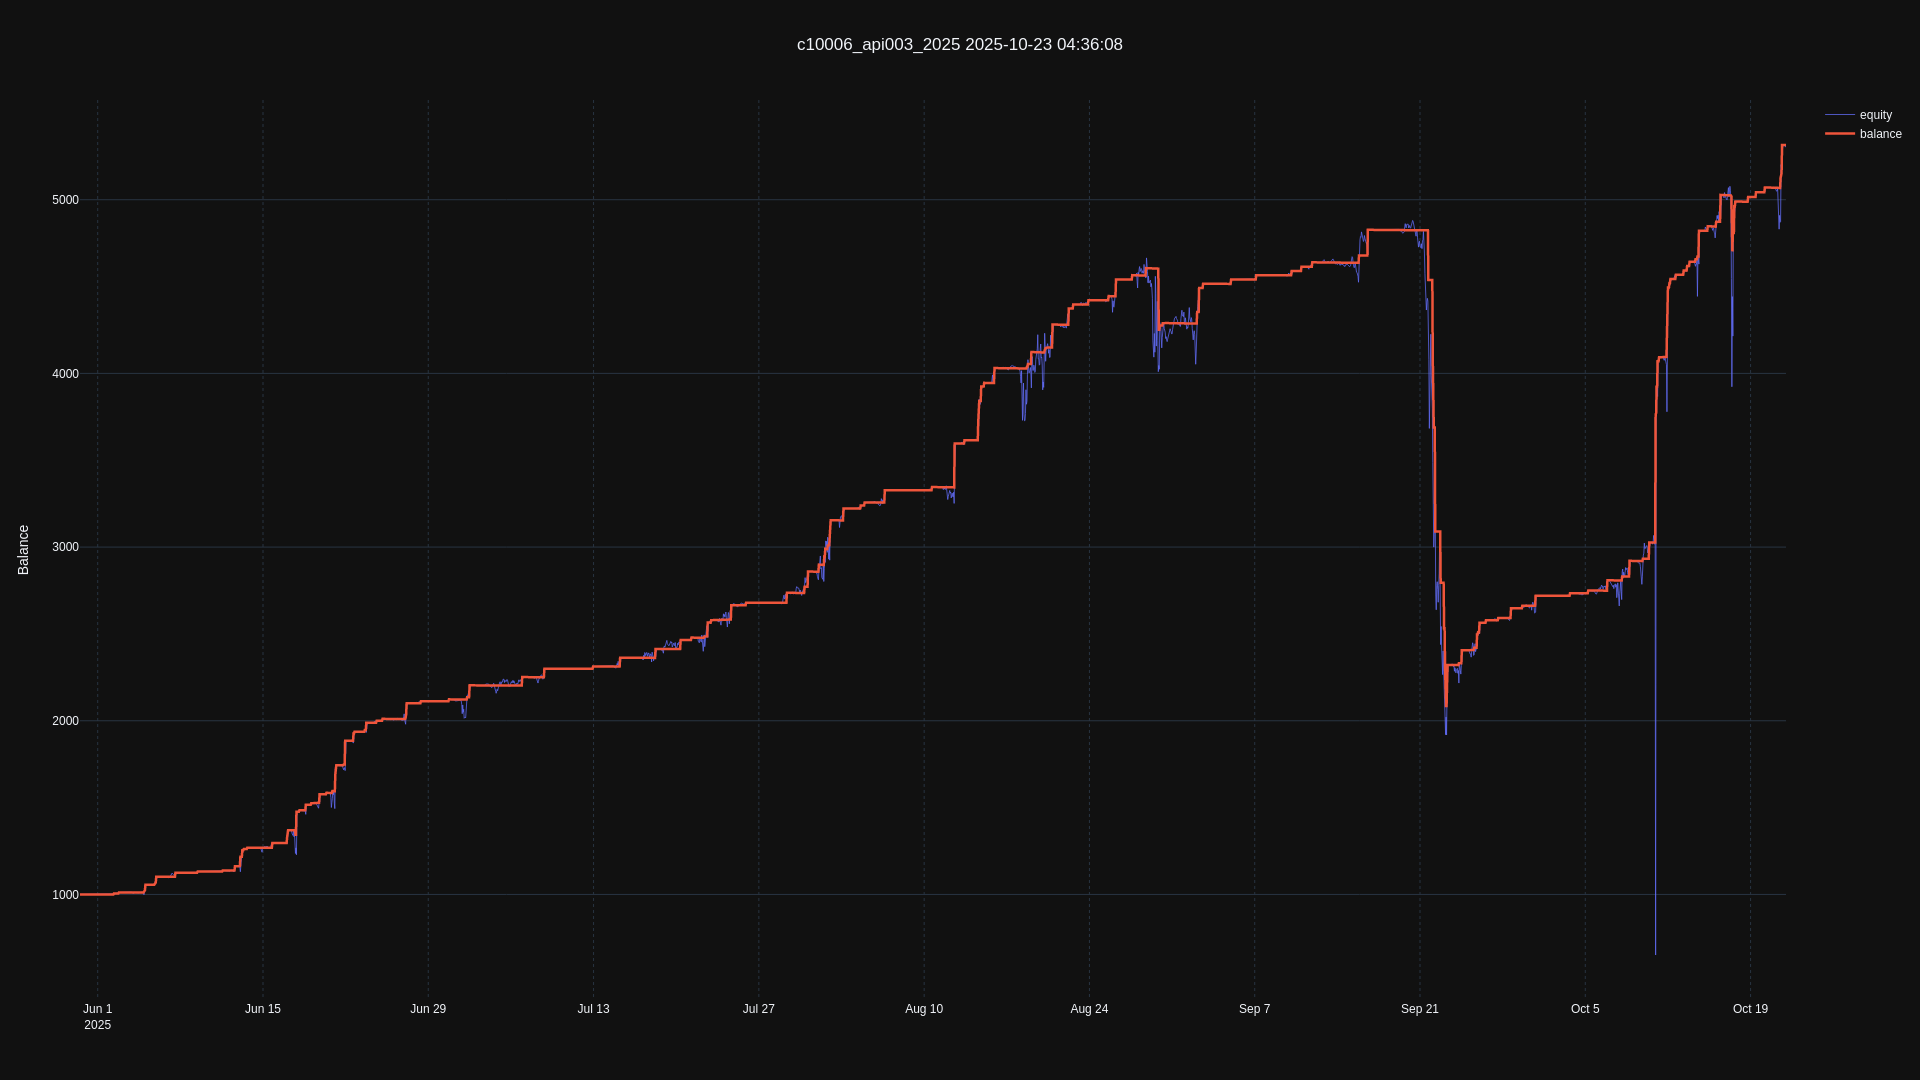 c10006_api003_2025 2025-10-23 04:36:08
equity
balance
5000
4000
3000
2000
1000
Balance
Jun 1
2025
Jun 15
Jun 29
Jul 13
Jul 27
Aug 10
Aug 24
Sep 7
Sep 21
Oct 5
Oct 19